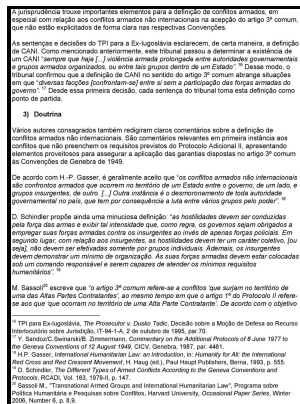 A jurisprudência trouxe importantes elementos para a definição de conflitos armados, em
especial com relação aos conflitos armados não internacionais na acepção do artigo 3º comum,
que não estão explicitados de forma clara nas respectivas Convenções.
As sentenças e decisões do TPI para a Ex-Iugoslávia esclarecem, de certa maneira, a definição
de CANI. Como mencionado anteriormente, este tribunal passou a determinar a existência de
um CANI "sempre que haja [...] violência armada prolongada entre autoridades governamentais
e grupos armados organizados, ou entre tais grupos dentro de um Estado". 16 Desse modo, o
tribunal confirmou que a definição de CANI no sentido do artigo 3º comum abrange situações
em que "diversas facções [confrontam-se] entre si sem a participação das forças armadas do
governo". 17 Desde essa primeira decisão, cada sentença do tribunal toma esta definição como
ponto de partida.
3) Doutrina
Vários autores consagrados também redigiram claros comentários sobre a definição de
conflitos armados não internacionais. São comentários relevantes em primeira instância aos
conflitos que não preenchem os requisitos previstos do Protocolo Adicional II, apresentando
elementos proveitosos para assegurar a aplicação das garantias dispostas no artigo 3º comum
às Convenções de Genebra de 1949.
De acordo com H.-P. Gasser, é geralmente aceito que "os conflitos armados não internacionais
são confrontos armados que ocorrem no território de um Estado entre o governo, de um lado, e
grupos insurgentes, de outro. [...] Outra instância é o desmoronamento de toda autoridade
governamental no país, que tem por consequência a luta entre vários grupos pelo poder". 18
D. Schindler propõe ainda uma minuciosa definição: "as hostilidades devem ser conduzidas
pela força das armas e exibir tal intensidade que, como regra, os governos sejam obrigados a
empregar suas forças armadas contra os insurgentes ao invés de apenas forças policiais. Em
segundo lugar, com relação aos insurgentes, as hostilidades devem ter um caráter coletivo, [ou
seja], não devem ser efetivadas somente por grupos individuais. Ademais, os insurgentes
devem demonstrar um mínimo de organização. As suas forças armadas devem estar colocadas
sob um comando responsável e serem capazes de atender os mínimos requisitos
humanitários". 19
M. Sassoli20 escreve que "o artigo 3º comum refere-se a conflitos 'que surjam no território de
uma das Altas Partes Contratantes', ao mesmo tempo em que o artigo 1º do Protocolo II refere-
se aos que 'que ocorram no território de uma Alta Parte Contratante'. De acordo com o objetivo
16 TPI para Ex-Iugoslávia, The Prosecutor v. Dusko Tadic, Decisão sobre a Moção de Defesa ao Recurso
Interlocutório sobre Jurisdição, IT-94-1-A, 2 de outubro de 1995, par.70.
17 Y. Sandoz/C.Swinarski/B. Zimmermann, Commentary on the Additional Protocols of 8 June 1977 to
the Geneva Conventions of 12 August 1949, CICV, Genebra, 1987, par. 4461.
18 H.P. Gasser, International Humanitarian Law: an Introduction, in: Humanity for All: the International
Red Cross and Red Crescent Movement, H. Haug (ed.), Paul Haupt Publishers, Berna, 1993, p. 555.
19 D. Schindler, The Different Types of Armed Conflicts According to the Geneva Conventions and
Protocols, RCADI, Vol. 163, 1979-II, p. 147.
20 Sassoli M., "Transnational Armed Groups and International Humanitarian Law", Programa sobre
Política Humanitária e Pesquisas sobre Conflitos, Harvard University, Occasional Paper Series, Winter
2006, Number 6, p. 8,9.